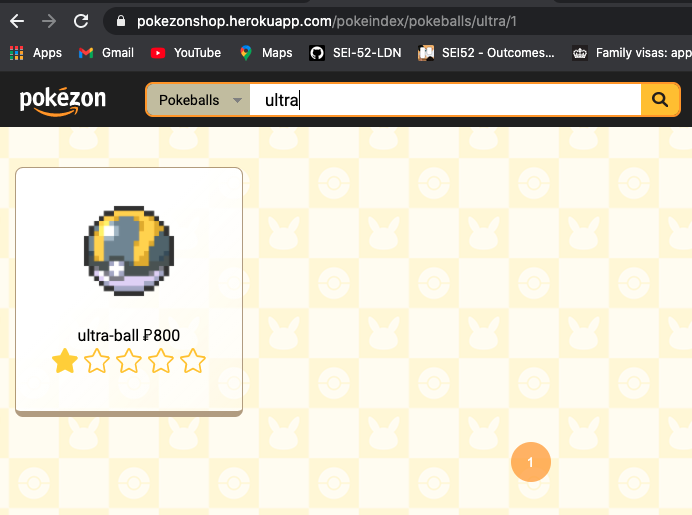 pokezonshop.herokuapp.com/pokeindex/pokeballs/ultra/1
Apps Gmail YouTube Maps SEI-52-LDN SEI52 - Outcomes... Family visas: app
pokézon Pokeballs ultra
ultra-ball ₽800
1